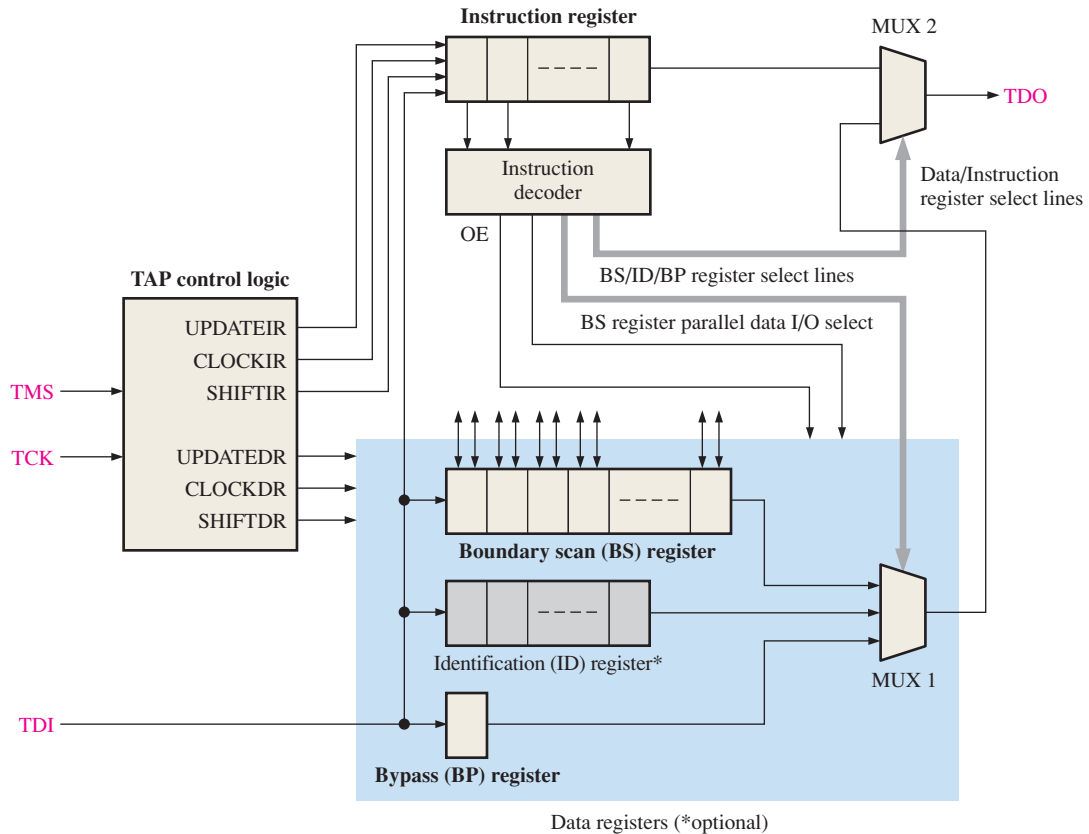 Instruction register
MUX 2
TDO
Instruction
decoder
Data/Instruction
register select lines
OE
BS/ID/BP register select lines
TAP control logic
BS register parallel data I/O select
UPDATEIR
CLOCKIR
TMS
SHIFTIR
TCK
UPDATEDR
CLOCKDR
SHIFTDR
Boundary scan (BS) register
Identification (ID) register*
MUX 1
TDI
Bypass (BP) register
Data registers (*optional)